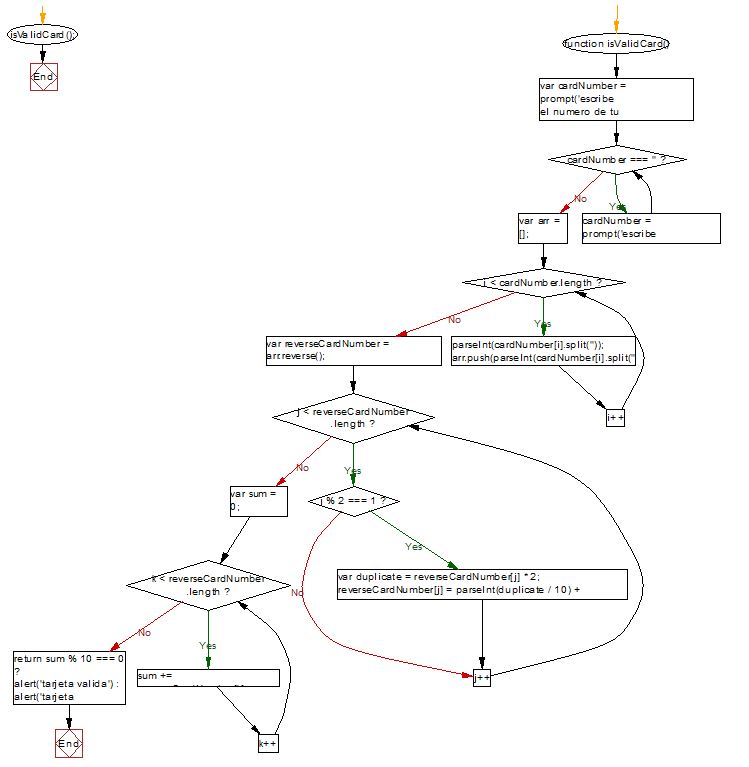 isValidCard();
End
function isValidCard()
var cardNumber =
prompt('escribe
el numero de tu
cardNumber === '' ?
No
Yes
var arr =
[];
cardNumber =
prompt('escribe
i < cardNumber.length ?
No
Yes
var reverseCardNumber =
arr.reverse();
parseInt(cardNumber[i].split(''));
arr.push(parseInt(cardNumber[i].split(''
i++
j < reverseCardNumber
.length ?
No
Yes
var sum =
0;
j % 2 === 1 ?
Yes
No
var duplicate = reverseCardNumber[j] * 2;
reverseCardNumber[j] = parseInt(duplicate / 10) +
k < reverseCardNumber
.length ?
No
Yes
return sum % 10 === 0
?
alert('tarjeta valida') :
alert('tarjeta
sum +=
j++
k++
End